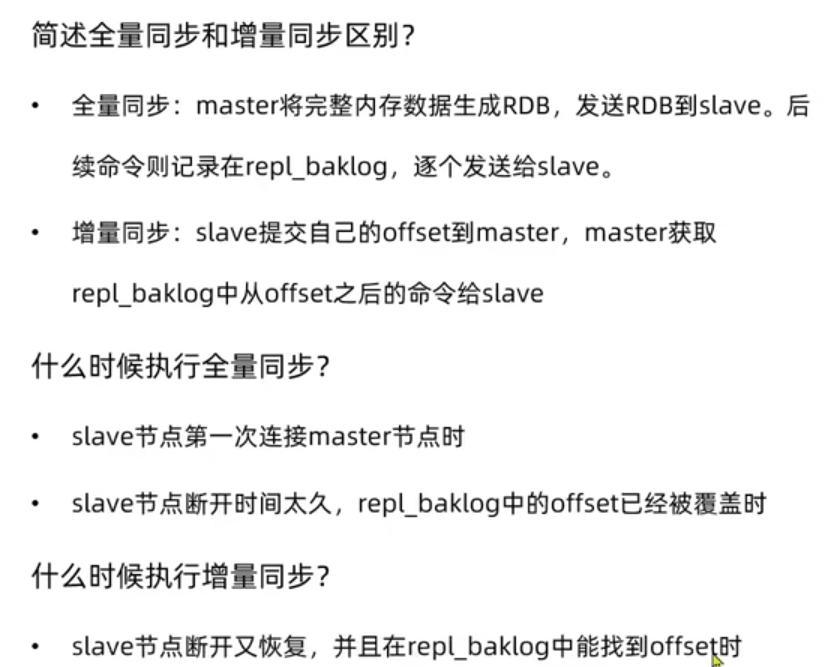 简述全量同步和增量同步区别?
• 全量同步：master将完整内存数据生成RDB，发送RDB到slave。后
续命令则记录在repl_baklog，逐个发送给slave。
• 增量同步：slave提交自己的offset到master，master获取
repl_baklog中从offset之后的命令给slave
什么时候执行全量同步?
• slave节点第一次连接master节点时
• slave节点断开时间太久，repl_baklog中的offset已经被覆盖时
什么时候执行增量同步?
• slave节点断开又恢复，并且在repl_baklog中能找到offset时